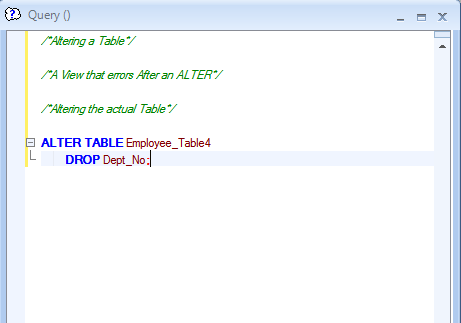 Query ()
/*Altering a Table*/
/*A View that errors After an ALTER*/
/*Altering the actual Table*/
ALTER TABLE Employee_Table4
DROP Dept_No;